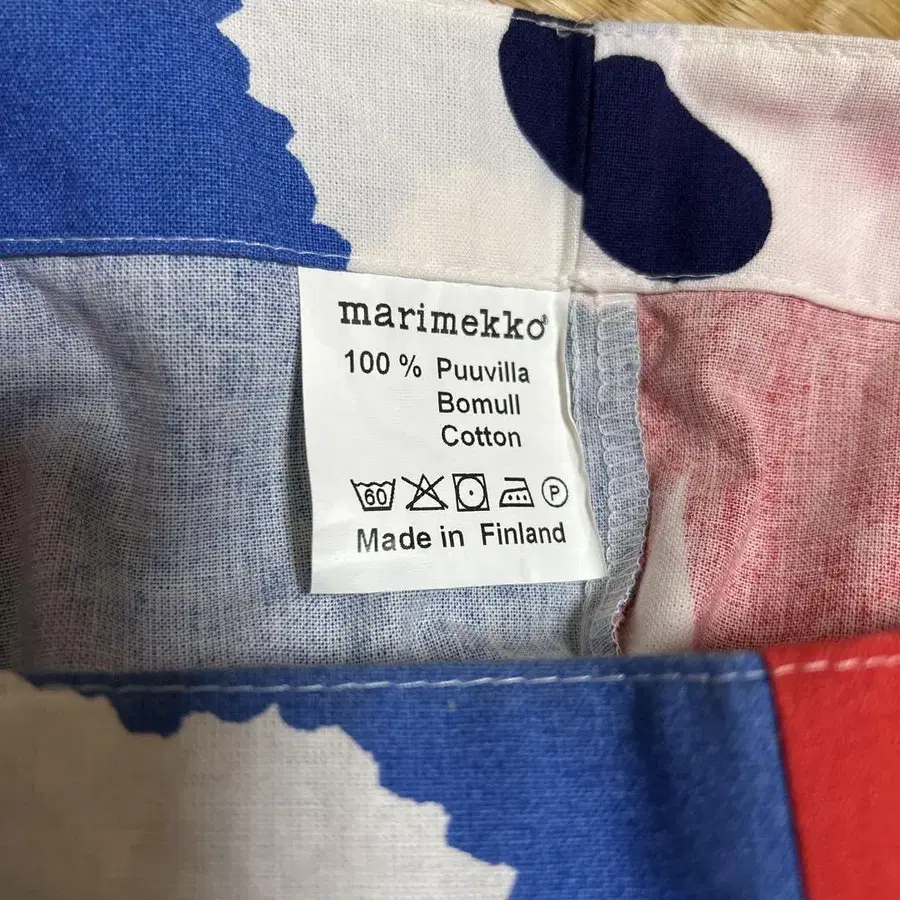 marimekko®
100 % Puuvilla
Bomull
Cotton
60 P
Made in Finland